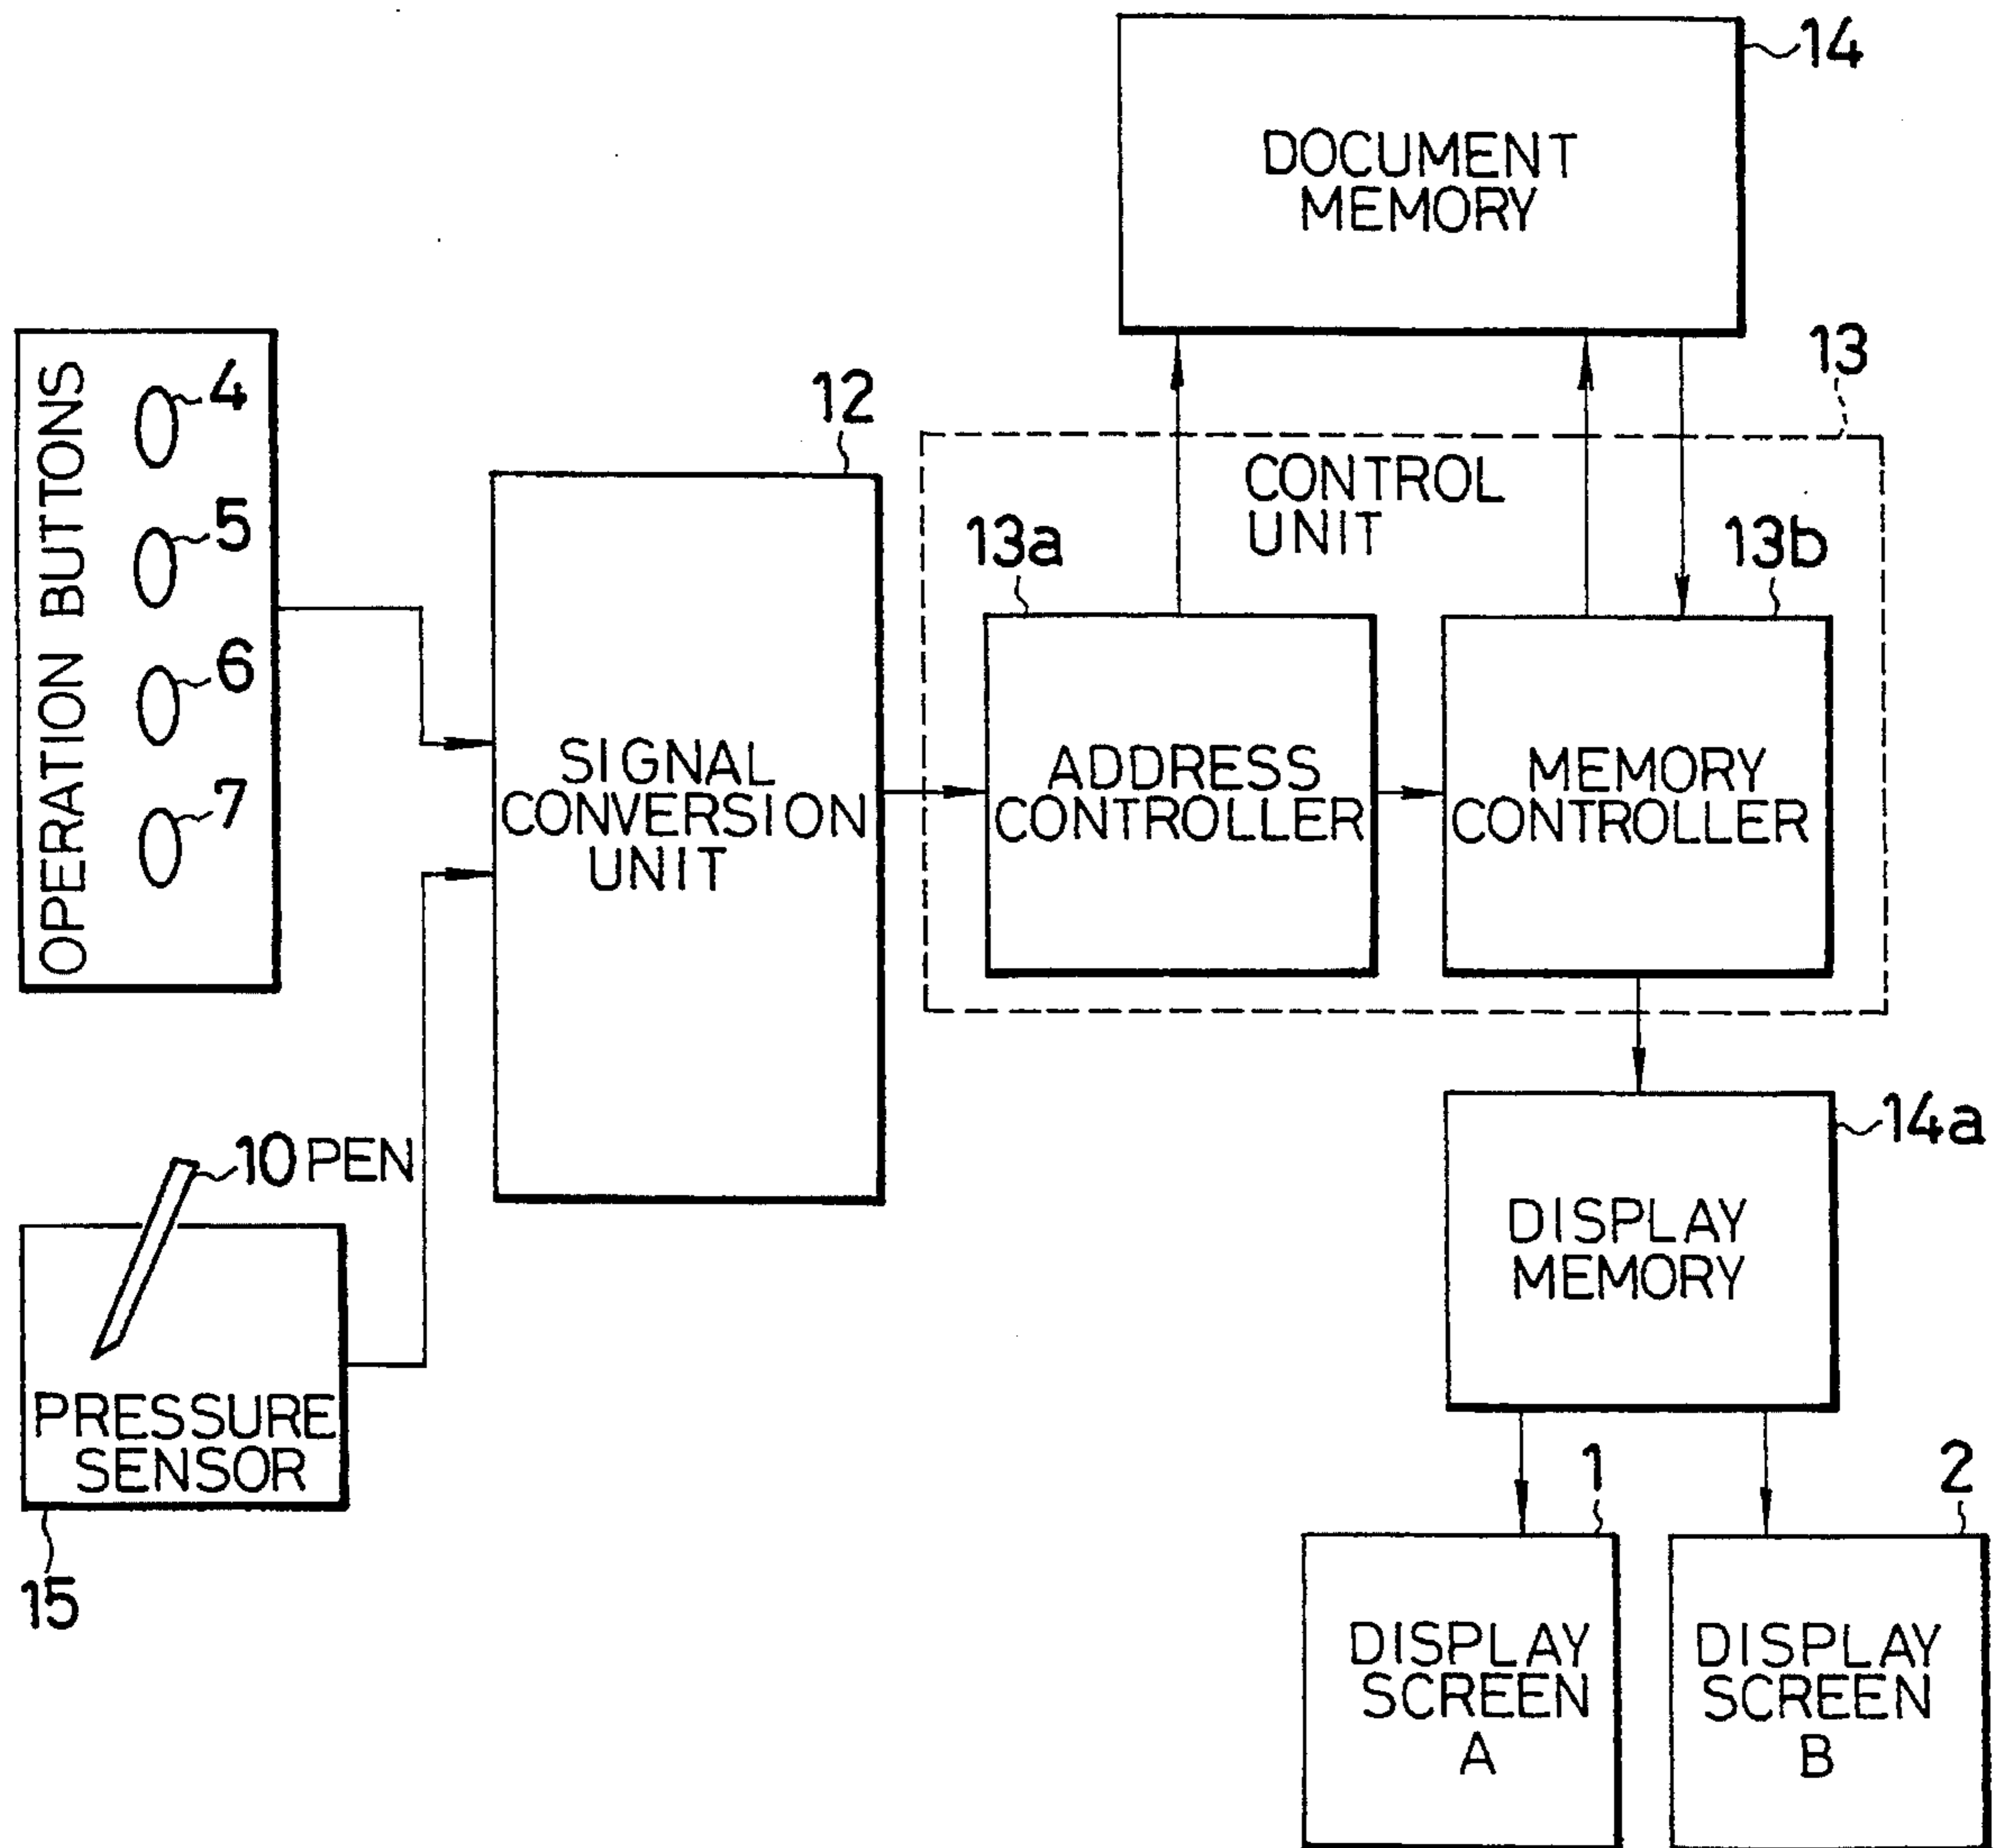 14
DOCUMENT
MEMORY
13
OPERATION BUTTONS
4
5
6
7
12
SIGNAL
CONVERSION
UNIT
CONTROL
UNIT
13a
13b
ADDRESS
CONTROLLER
MEMORY
CONTROLLER
10 PEN
PRESSURE
SENSOR
15
14a
DISPLAY
MEMORY
1
2
DISPLAY
SCREEN
A
DISPLAY
SCREEN
B